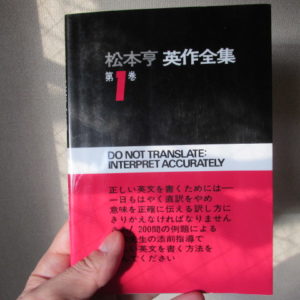 松本亨 英作全集
第1巻
DO NOT TRANSLATE:
INTERPRET ACCURATELY
正しい英文を書くためには——
一日もはやく直訳をやめ
意味を正確に伝える訳し方に
きりかえなければなりません
200問の例題による
先生の添削指導で
い英文を書く方法を
てください